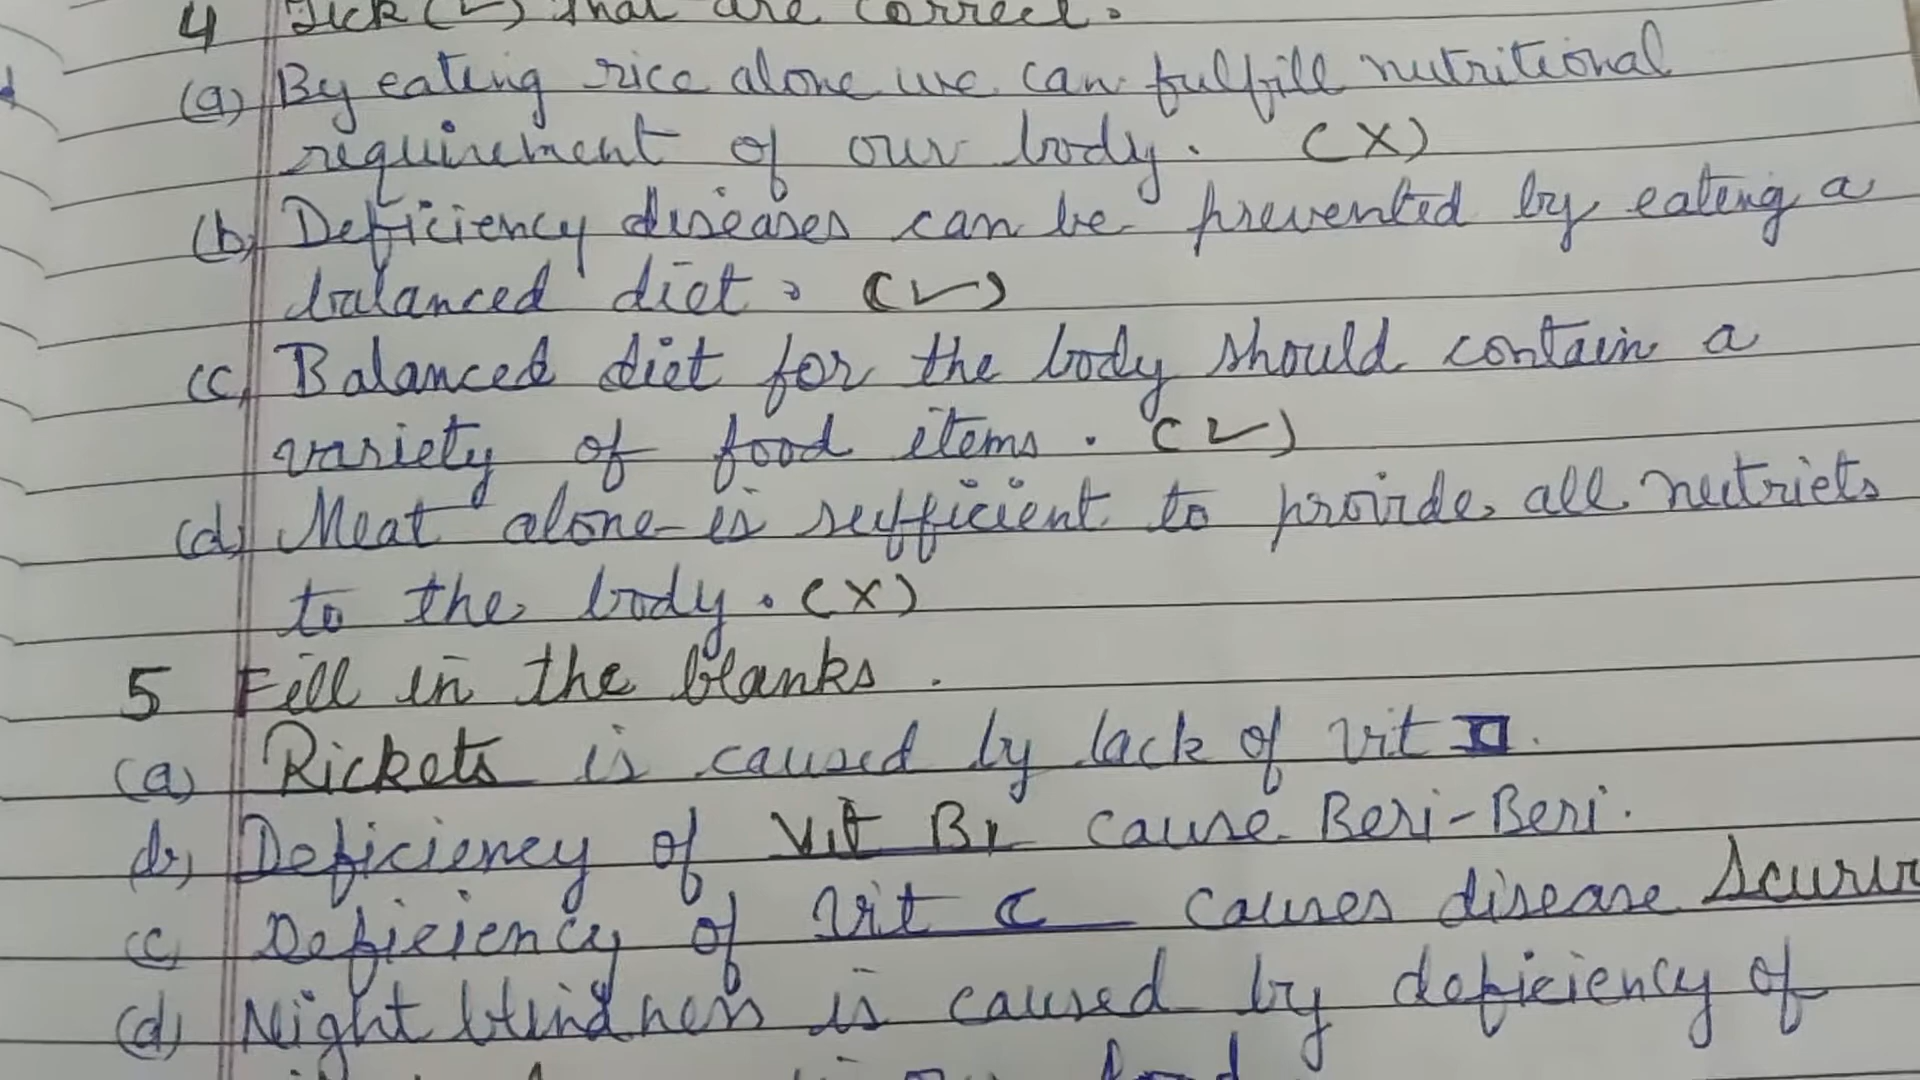 4 Tick (✓) that are correct.
(a) By eating rice alone we can fulfill nutritional
requirement of our body. (X)
(b) Deficiency diseases can be prevented by eating a
balanced diet. (✓)
(c) Balanced diet for the body should contain a
variety of food items. (✓)
(d) Meat alone is sufficient to provide all nutriets
to the body. (X)
5 Fill in the blanks.
(a) Rickets is caused by lack of vit D.
(b) Deficiency of Vit B1 cause Beri-Beri.
(c) Deficiency of Vit C causes disease
(d) Night blindness is caused by deficiency of
food